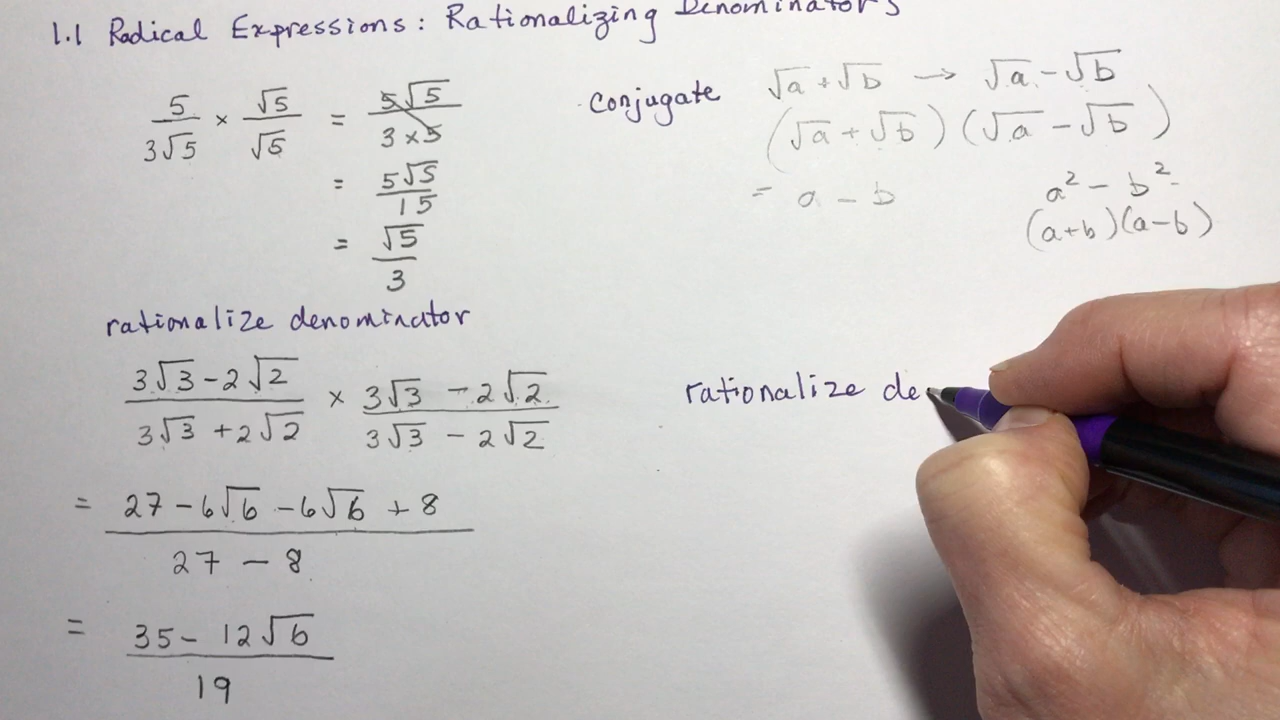 1.1 Radical Expressions: Rationalizing Denominators
5/3√5 × √5/√5 = 5√5/3×5
= 5√5/15
= √5/3
conjugate √a + √b → √a - √b
(√a + √b)(√a - √b)
= a - b
a² - b²
(a+b)(a-b)
rationalize denominator
3√3 - 2√2/3√3 + 2√2 × 3√3 - 2√2/3√3 - 2√2
= 27 - 6√6 - 6√6 + 8/27 - 8
= 35 - 12√6/19
rationalize de